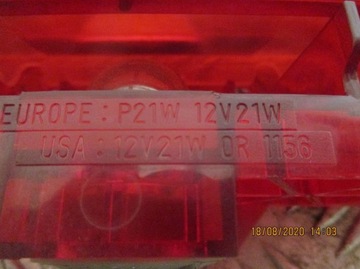 EUROPE : P21W 12V21W
USA : 12V21W OR 1156
18/08/2020 14:03